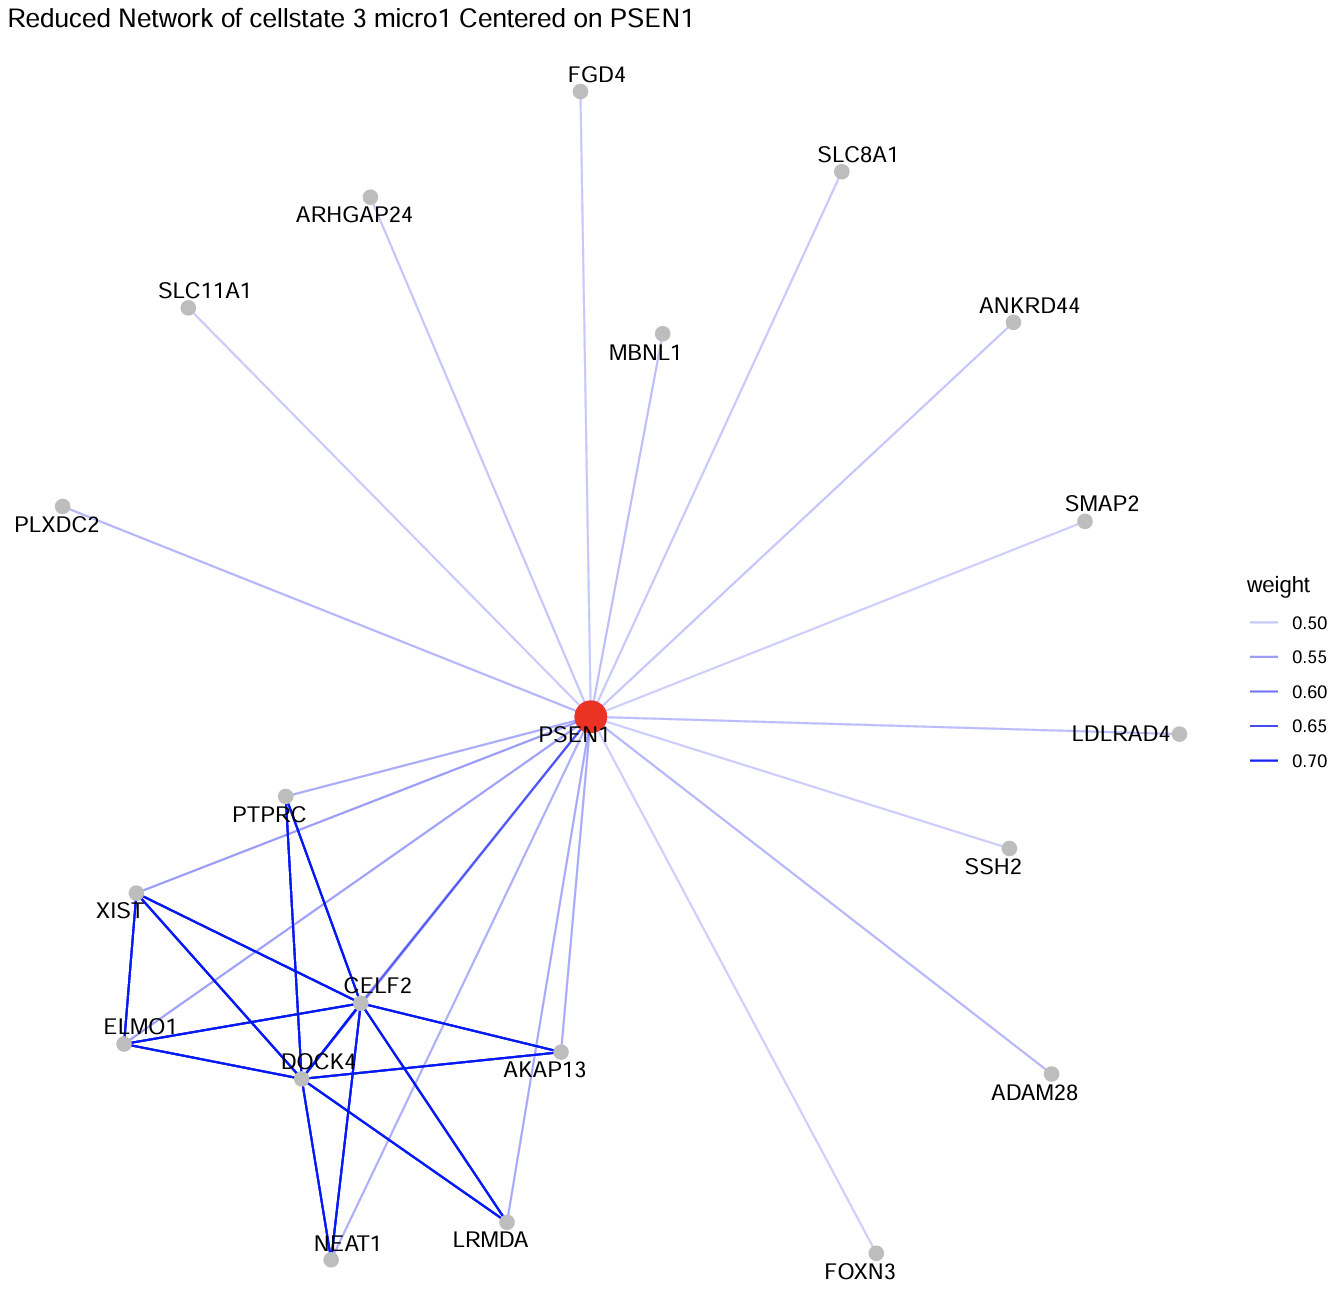 Reduced Network of cellstate 3 micro1 Centered on PSEN1
FGD4
SLC8A1
ARHGAP24
SLC11A1
ANKRD44
MBNL1
SMAP2
PLXDC2
weight
0.50
0.55
0.60
0.65
0.70
PSEN1
LDLRAD4
PTPRC
SSH2
XIST
CELF2
ELMO1
DOCK4
AKAP13
ADAM28
LRMDA
NEAT1
FOXN3